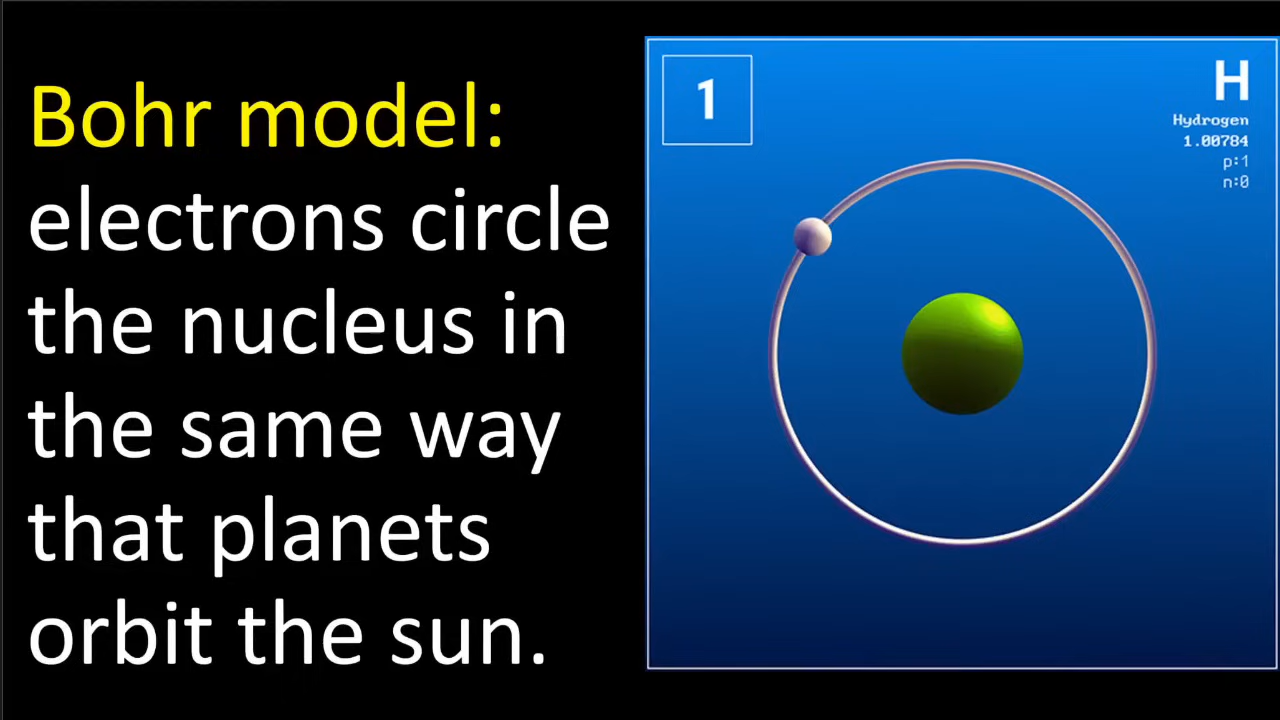 Bohr model:
electrons circle
the nucleus in
the same way
that planets
orbit the sun.
1
H
Hydrogen
1.00784
p:1
n:0